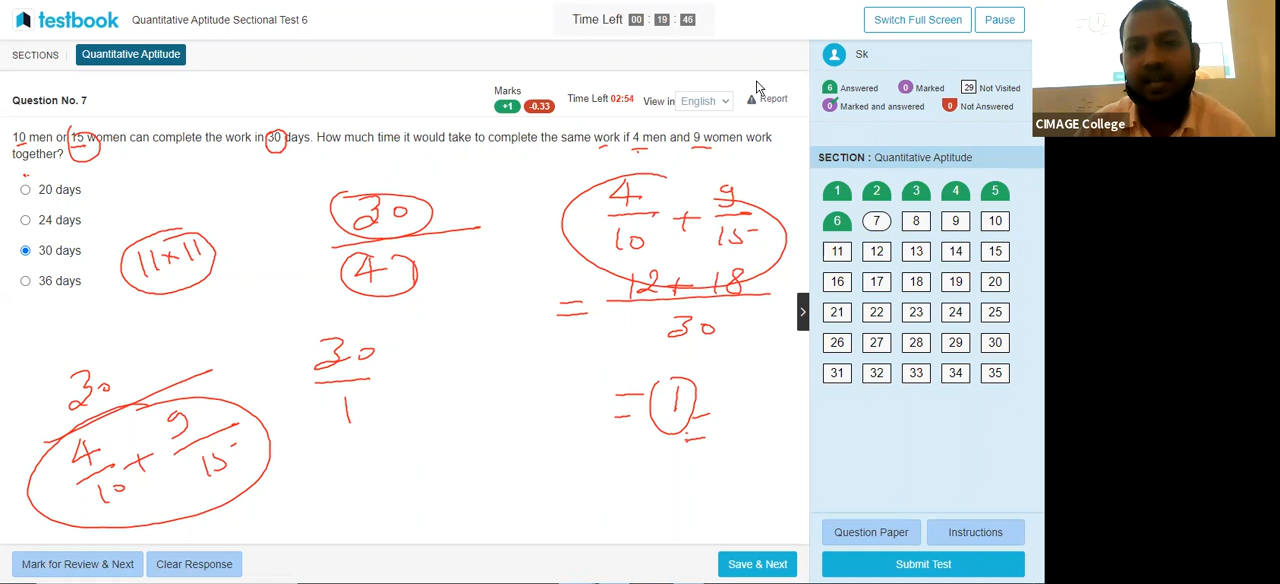 testbook
Quantitative Aptitude Sectional Test 6
Time Left 00 : 19 : 46
Switch Full Screen
Pause
SECTIONS
Quantitative Aptitude
Sk
Question No. 7
Marks
+1 -0.33
Time Left 02:54
View in English
Report
10 men or 15 women can complete the work in 30 days. How much time it would take to complete the same work if 4 men and 9 women work
together?
20 days
24 days
30 days
36 days
11 × 11
30
4
30
1
30
4/10 + 9/15
4/10 + 9/15
= 12 + 18
30
= 1
6 Answered
0 Marked
29 Not Visited
0 Marked and answered
0 Not Answered
CIMAGE College
SECTION : Quantitative Aptitude
1 2 3 4 5
6 7 8 9 10
11 12 13 14 15
16 17 18 19 20
21 22 23 24 25
26 27 28 29 30
31 32 33 34 35
Question Paper
Instructions
Mark for Review & Next
Clear Response
Save & Next
Submit Test